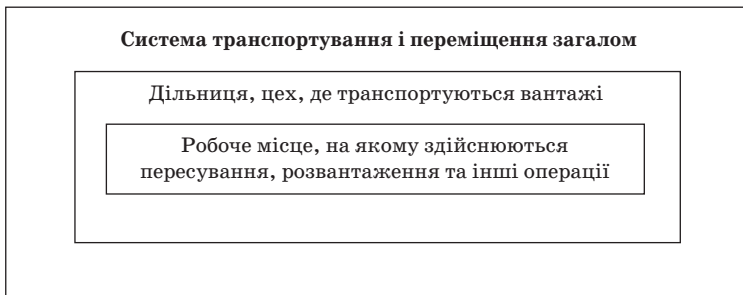 Система транспортування і переміщення загалом
Дільниця, цех, де транспортуються вантажі
Робоче місце, на якому здійснюються
пересування, розвантаження та інші операції